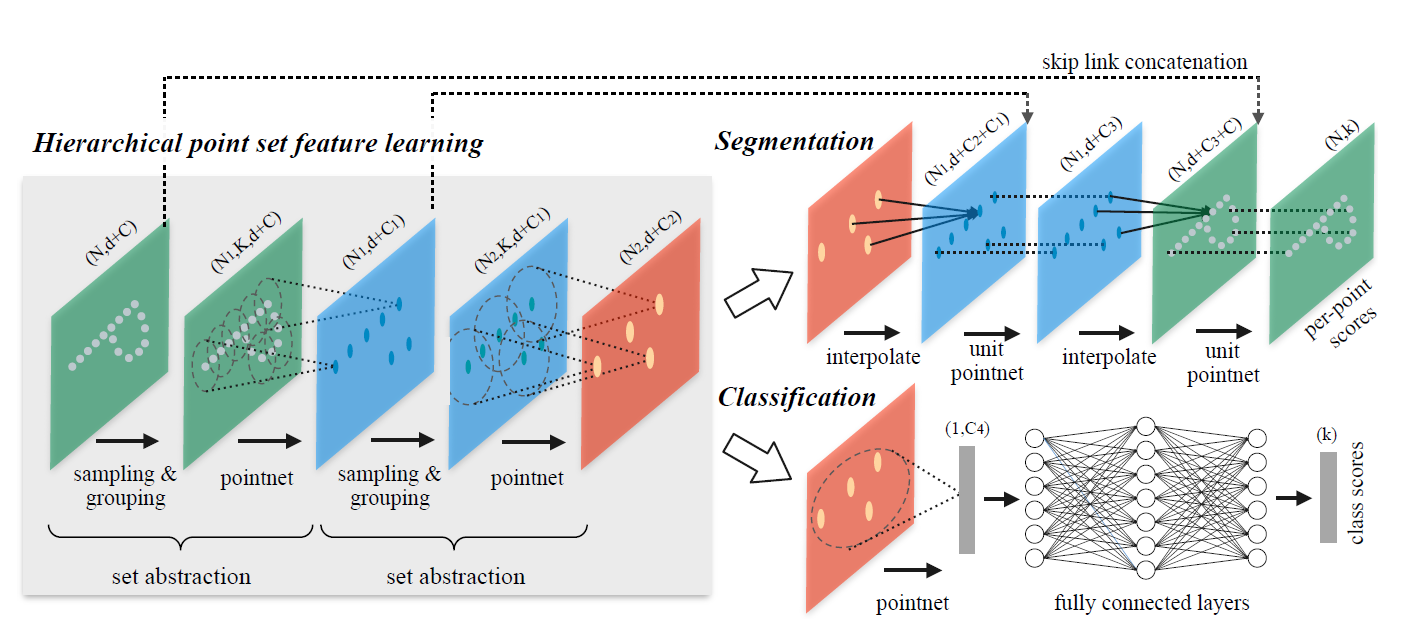 skip link concatenation
Hierarchical point set feature learning
(N,d+C)
(N1,K,d+C)
(N1,d+C1)
(N2,K,d+C1)
(N2,d+C2)
sampling &
grouping
pointnet
sampling &
grouping
pointnet
set abstraction
set abstraction
Segmentation
(N1,d+C2+C1)
(N1,d+C3)
(N,d+C3+C)
(N,k)
per-point
scores
interpolate
unit
pointnet
interpolate
unit
pointnet
Classification
(1,C4)
(k)
class scores
pointnet
fully connected layers